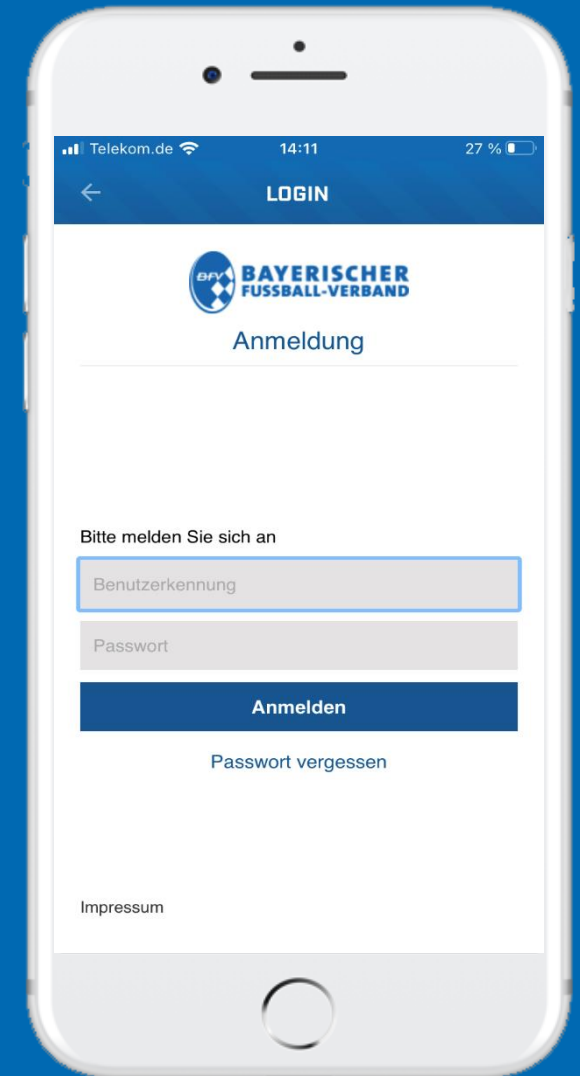 Telekom.de 14:11 27 %
LOGIN
BFV BAYERISCHER
FUSSBALL-VERBAND
Anmeldung
Bitte melden Sie sich an
Benutzerkennung
Passwort
Anmelden
Passwort vergessen
Impressum